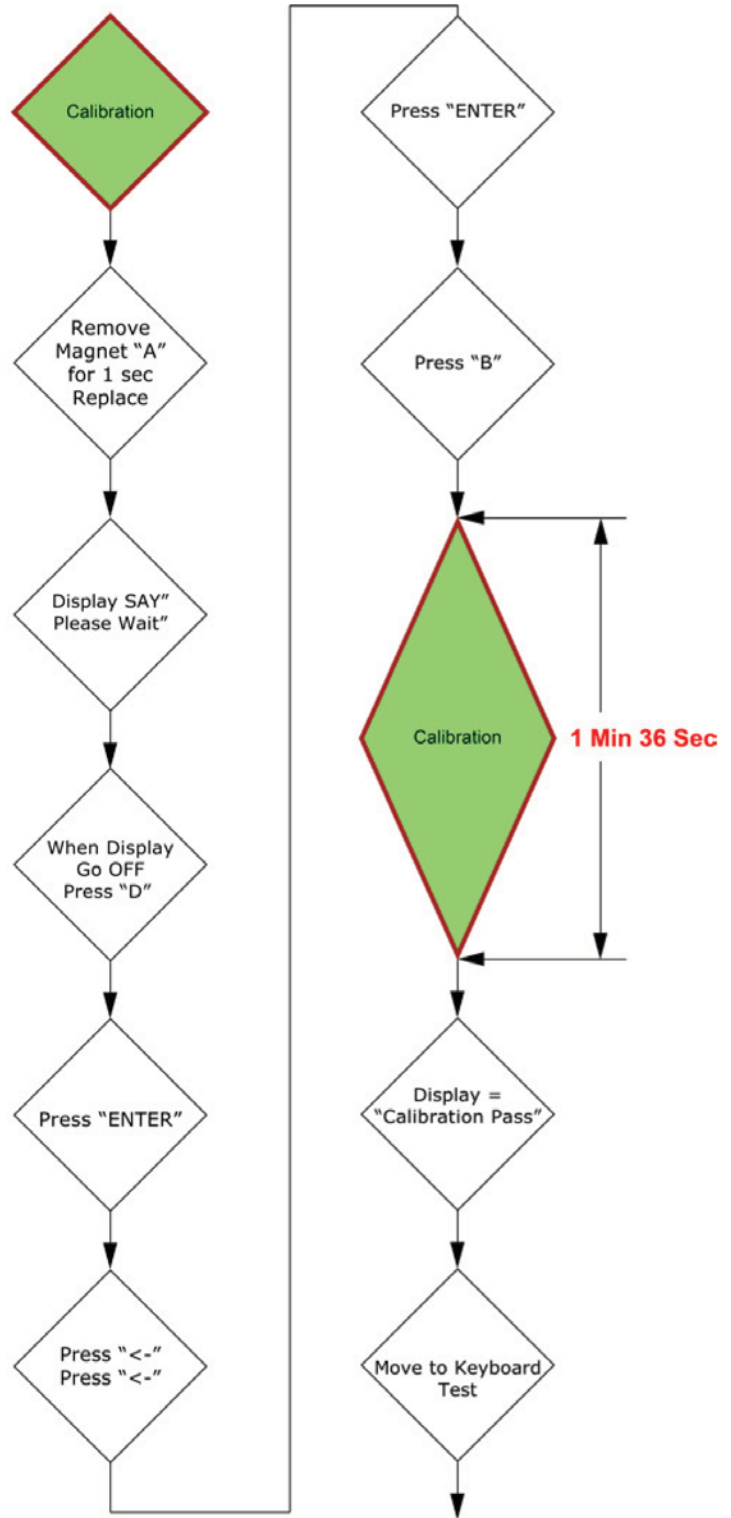 Calibration
Remove
Magnet “A”
for 1 sec
Replace
Display SAY”
Please Wait”
When Display
Go OFF
Press “D”
Press “ENTER”
Press “<-”
Press “<-”
Press “ENTER”
Press “B”
Calibration
1 Min 36 Sec
Display =
“Calibration Pass”
Move to Keyboard
Test